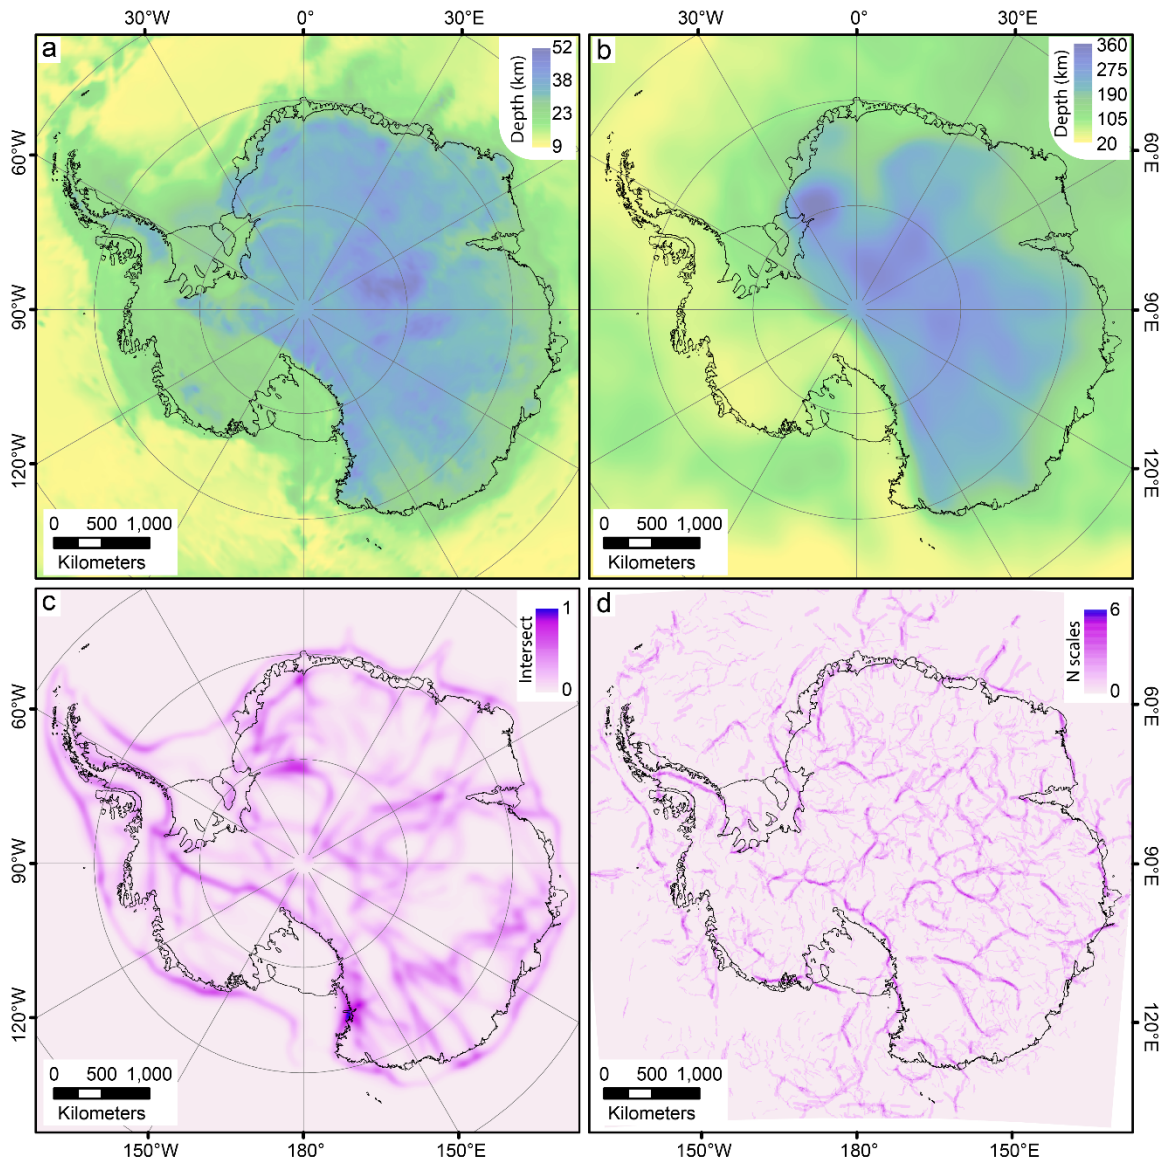 30°W 0° 30°E 30°W 0° 30°E
a
Depth (km)
52
38
23
9
b
Depth (km)
360
275
190
105
20
60°W
90°W
120°W
60°E
90°E
120°E
0 500 1,000
Kilometers
0 500 1,000
Kilometers
c
Intersect
1
0
d
N scales
6
0
60°W
90°W
120°W
60°E
90°E
120°E
0 500 1,000
Kilometers
0 500 1,000
Kilometers
150°W 180° 150°E 150°W 180° 150°E